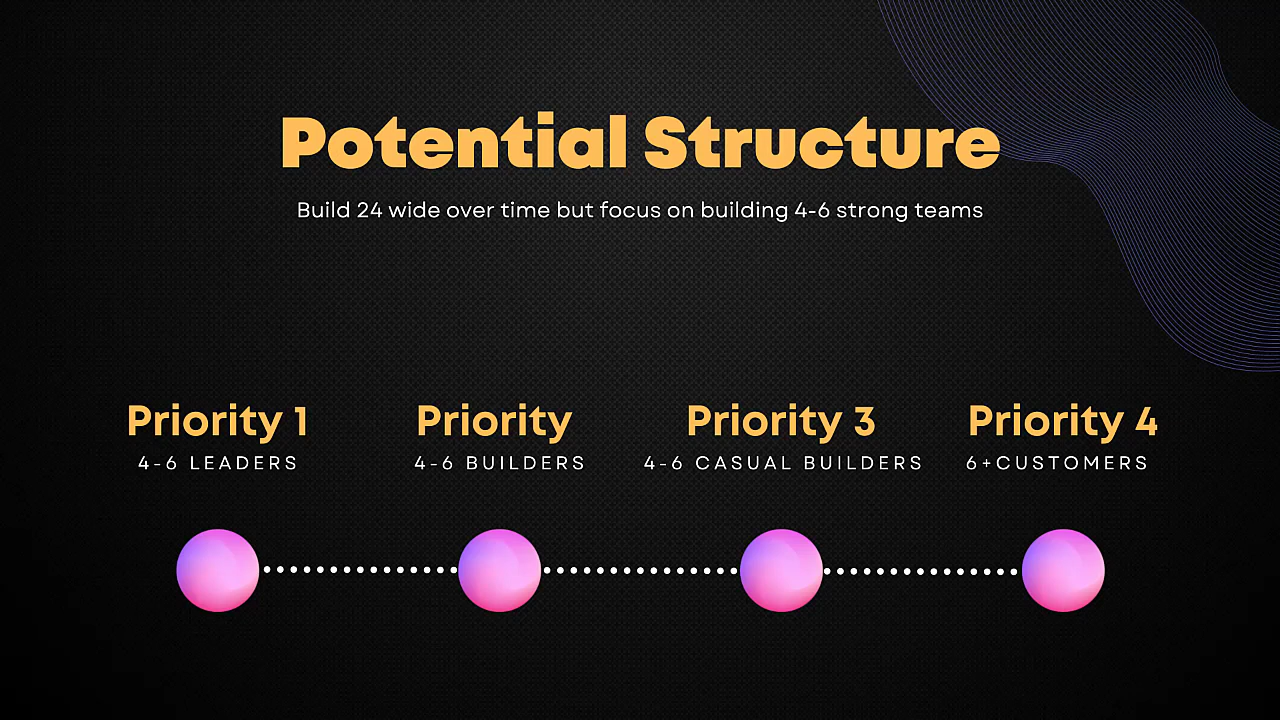 Potential Structure
Build 24 wide over time but focus on building 4-6 strong teams
Priority 1
4-6 LEADERS
Priority
4-6 BUILDERS
Priority 3
4-6 CASUAL BUILDERS
Priority 4
6+CUSTOMERS